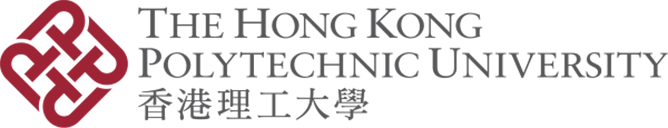 The Hong Kong
Polytechnic University
香港理工大學